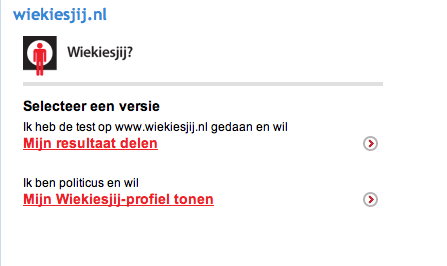 wiekiesjij.nl
Wiekiesjij?
Selecteer een versie
Ik heb de test op www.wiekiesjij.nl gedaan en wil
Mijn resultaat delen
Ik ben politicus en wil
Mijn Wiekiesjij-profiel tonen